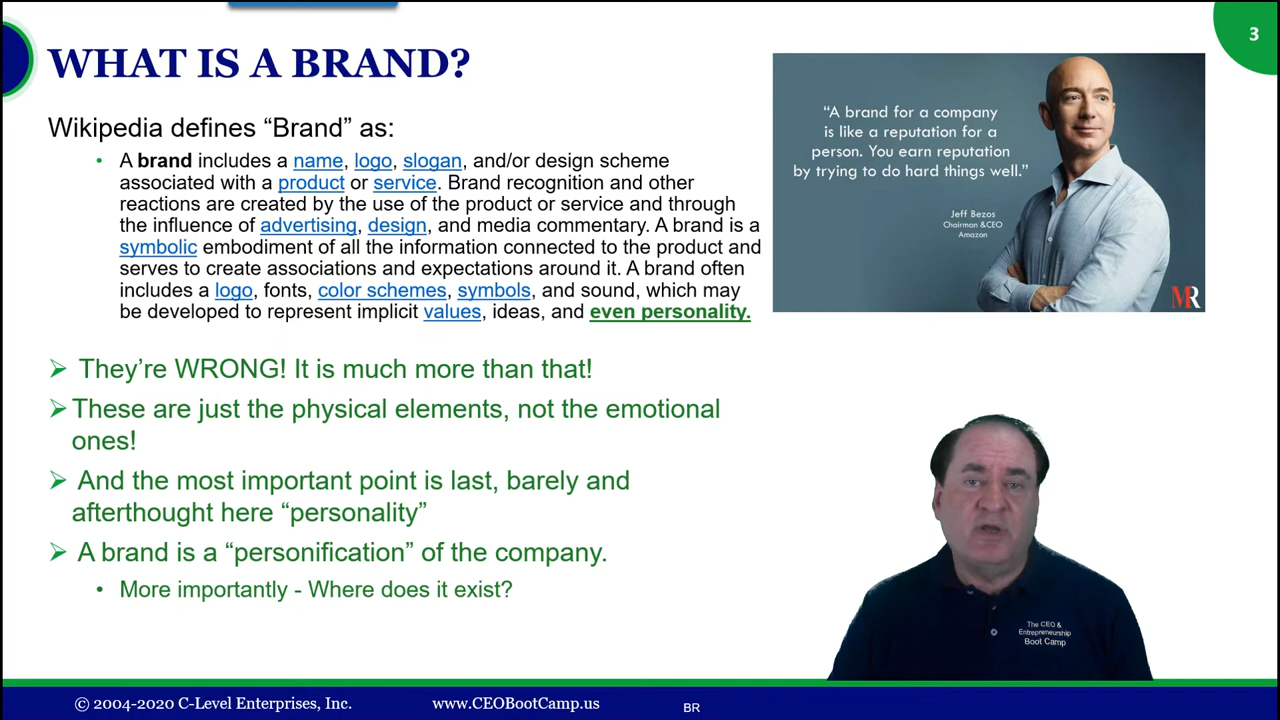 3
WHAT IS A BRAND?
Wikipedia defines “Brand” as:
• A brand includes a name, logo, slogan, and/or design scheme
associated with a product or service. Brand recognition and other
reactions are created by the use of the product or service and through
the influence of advertising, design, and media commentary. A brand is a
symbolic embodiment of all the information connected to the product and
serves to create associations and expectations around it. A brand often
includes a logo, fonts, color schemes, symbols, and sound, which may
be developed to represent implicit values, ideas, and even personality.
“A brand for a company
is like a reputation for a
person. You earn reputation
by trying to do hard things well.”
Jeff Bezos
Chairman &CEO
Amazon
MR
➢ They’re WRONG! It is much more than that!
➢ These are just the physical elements, not the emotional
ones!
➢ And the most important point is last, barely and
afterthought here “personality”
➢ A brand is a “personification” of the company.
• More importantly - Where does it exist?
The CEO &
Entrepreneurship
Boot Camp
© 2004-2020 C-Level Enterprises, Inc.
www.CEOBootCamp.us
BR